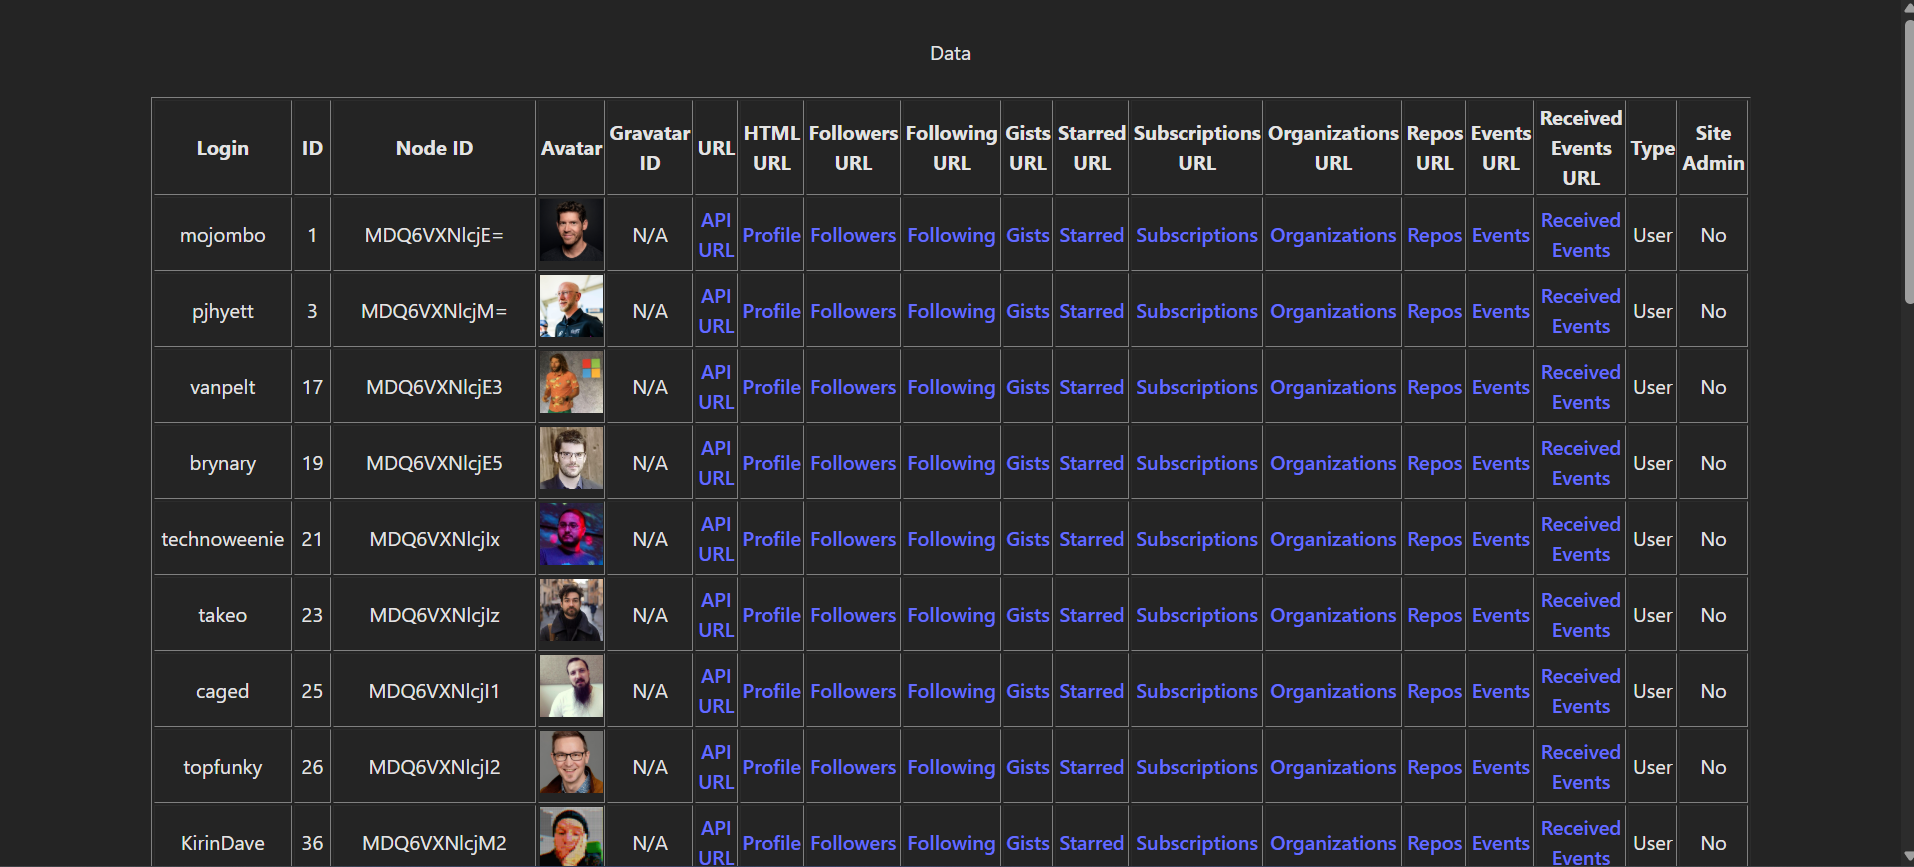 Data
Login ID Node ID Avatar Gravatar ID URL HTML URL Followers URL Following URL Gists URL Starred URL Subscriptions URL Organizations URL Repos URL Events URL Received Events URL Type Site Admin
mojombo 1 MDQ6VXNlcjE= N/A API URL Profile Followers Following Gists Starred Subscriptions Organizations Repos Events Received Events User No
pjhyett 3 MDQ6VXNlcjM= N/A API URL Profile Followers Following Gists Starred Subscriptions Organizations Repos Events Received Events User No
vanpelt 17 MDQ6VXNlcjE3 N/A API URL Profile Followers Following Gists Starred Subscriptions Organizations Repos Events Received Events User No
brynary 19 MDQ6VXNlcjE5 N/A API URL Profile Followers Following Gists Starred Subscriptions Organizations Repos Events Received Events User No
technoweenie 21 MDQ6VXNlcjIx N/A API URL Profile Followers Following Gists Starred Subscriptions Organizations Repos Events Received Events User No
takeo 23 MDQ6VXNlcjIz N/A API URL Profile Followers Following Gists Starred Subscriptions Organizations Repos Events Received Events User No
caged 25 MDQ6VXNlcjI1 N/A API URL Profile Followers Following Gists Starred Subscriptions Organizations Repos Events Received Events User No
topfunky 26 MDQ6VXNlcjI2 N/A API URL Profile Followers Following Gists Starred Subscriptions Organizations Repos Events Received Events User No
KirinDave 36 MDQ6VXNlcjM2 N/A API URL Profile Followers Following Gists Starred Subscriptions Organizations Repos Events Received Events User No